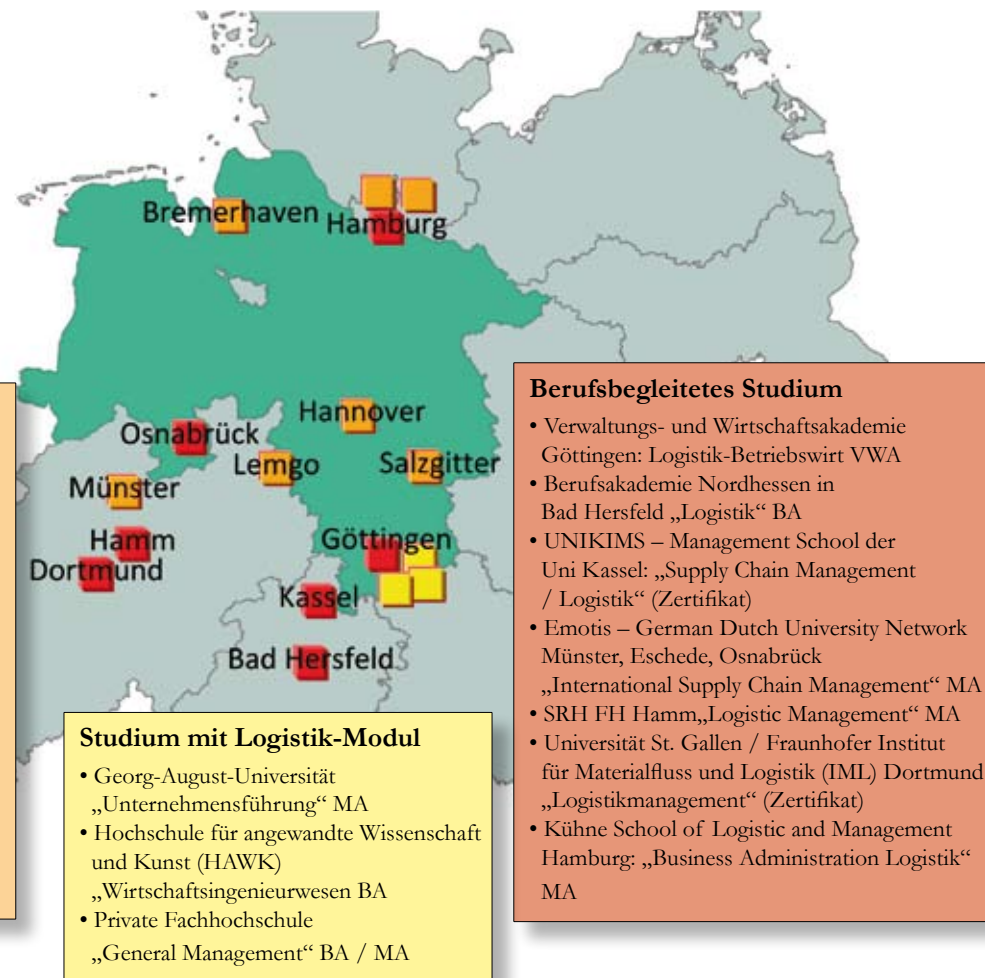 Bremerhaven
Hamburg
Hannover
Osnabrück
Lemgo
Salzgitter
Münster
Hamm
Göttingen
Dortmund
Kassel
Bad Hersfeld
Studium mit Logistik-Modul
• Georg-August-Universität
„Unternehmensführung“ MA
• Hochschule für angewandte Wissenschaft
und Kunst (HAWK)
„Wirtschaftsingenieurwesen BA
• Private Fachhochschule
„General Management“ BA / MA
Berufsbegleitetes Studium
• Verwaltungs- und Wirtschaftsakademie
Göttingen: Logistik-Betriebswirt VWA
• Berufsakademie Nordhessen in
Bad Hersfeld „Logistik“ BA
• UNIKIMS – Management School der
Uni Kassel: „Supply Chain Management
/ Logistik“ (Zertifikat)
• Emotis – German Dutch University Network
Münster, Eschede, Osnabrück
„International Supply Chain Management“ MA
• SRH FH Hamm„Logistic Management“ MA
• Universität St. Gallen / Fraunhofer Institut
für Materialfluss und Logistik (IML) Dortmund
„Logistikmanagement“ (Zertifikat)
• Kühne School of Logistic and Management
Hamburg: „Business Administration Logistik“
MA